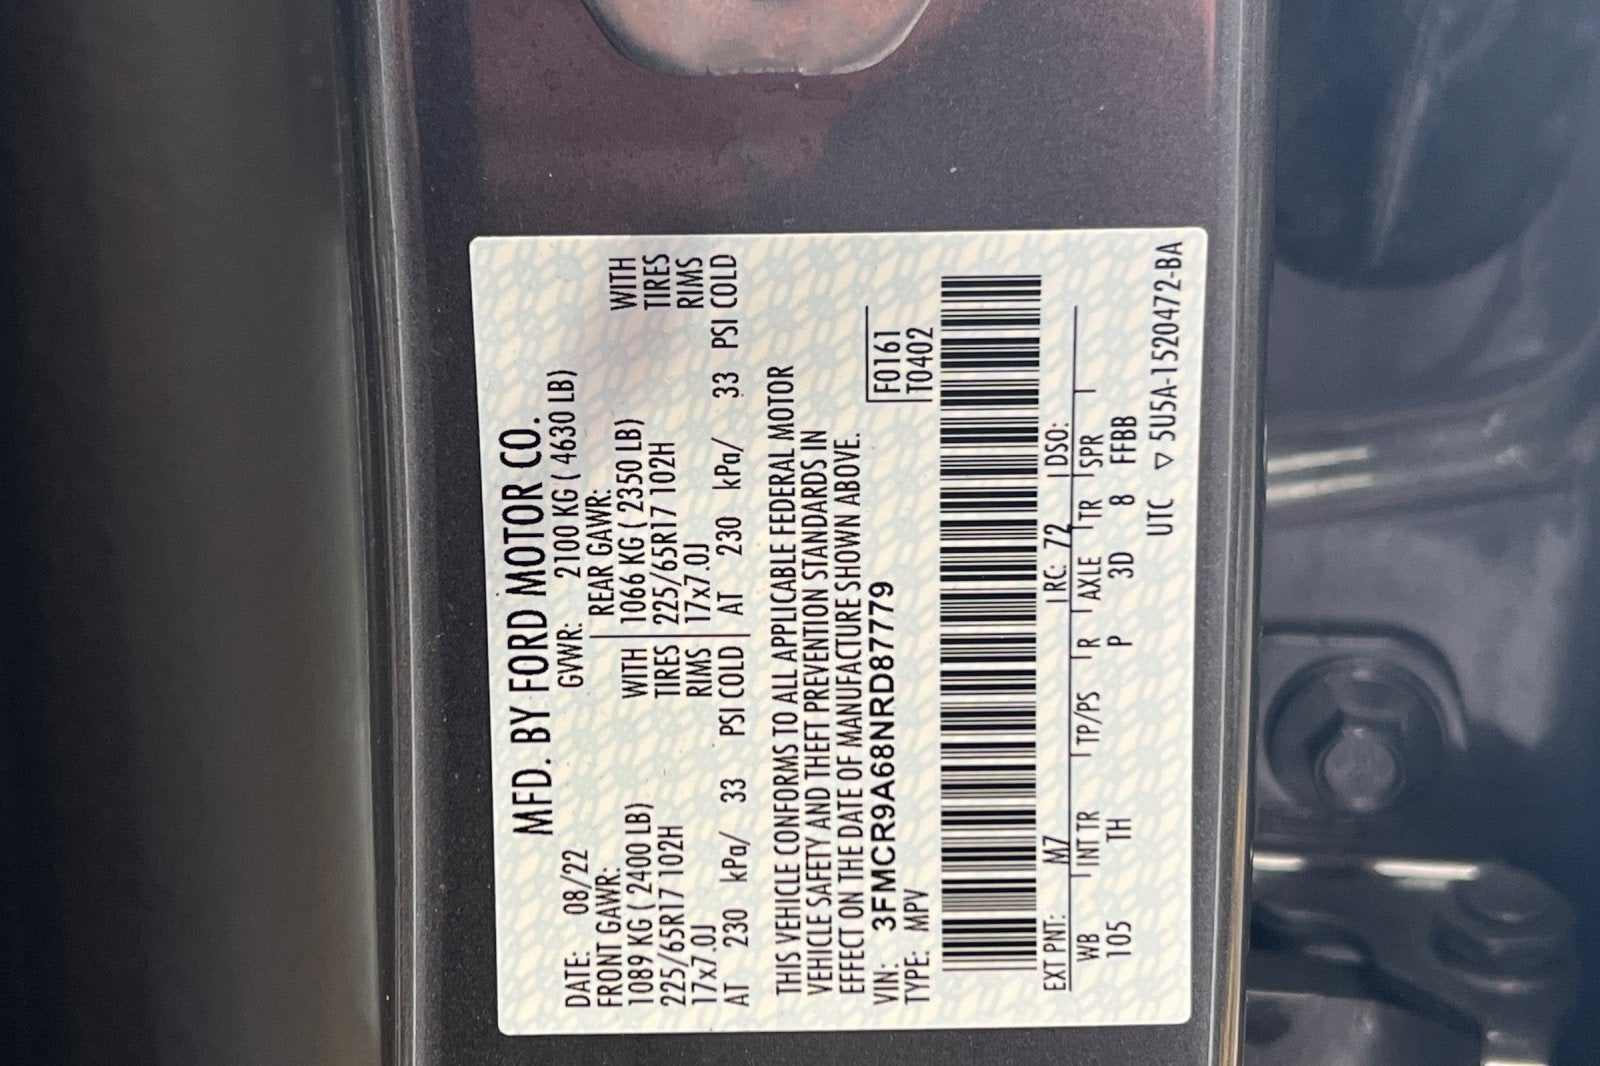 MFD. BY FORD MOTOR CO.
DATE: 08/22 GVWR: 2100 KG ( 4630 LB)
FRONT GAWR: REAR GAWR:
1089 KG ( 2400 LB) WITH 1066 KG ( 2350 LB) WITH
225/65R17 102H TIRES 225/65R17 102H TIRES
17x7.0J RIMS 17x7.0J RIMS
AT 230 kPa/ 33 PSI COLD AT 230 kPa/ 33 PSI COLD
THIS VEHICLE CONFORMS TO ALL APPLICABLE FEDERAL MOTOR
VEHICLE SAFETY AND THEFT PREVENTION STANDARDS IN
EFFECT ON THE DATE OF MANUFACTURE SHOWN ABOVE.
VIN: 3FMCR9A68NRD87779 F0161
TYPE: MPV T0402
EXT PNT: M7 RC: 72 DSO:
WB INT TR TP/PS R AXLE TR SPR
105 TH P 3D 8 FFBB
UTC ▽ 5U5A-1520472-BA